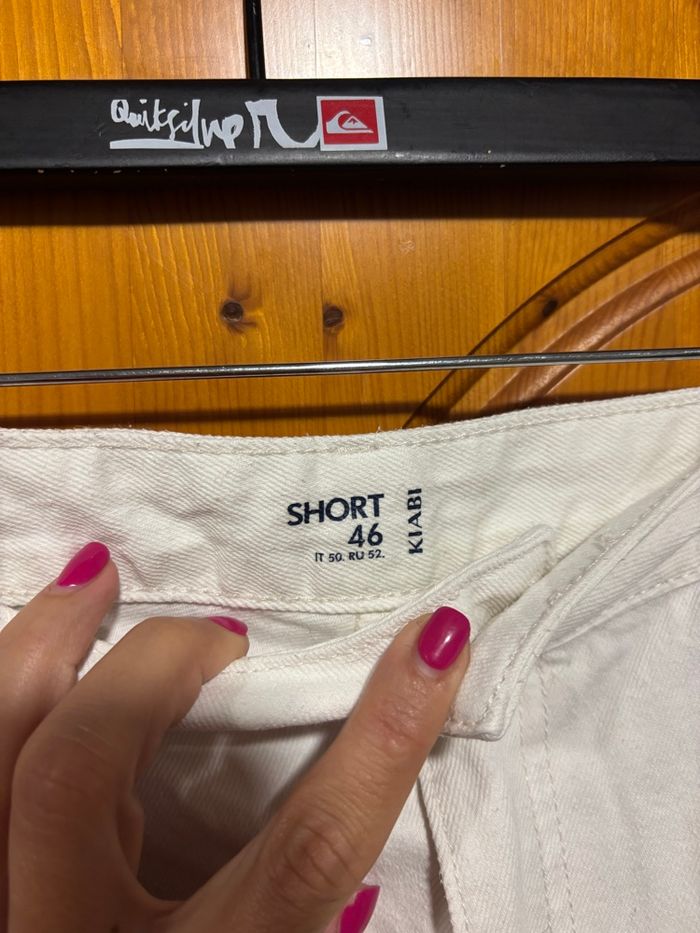 Quiksilver
SHORT
46
IT 50. RU 52.
KIABI